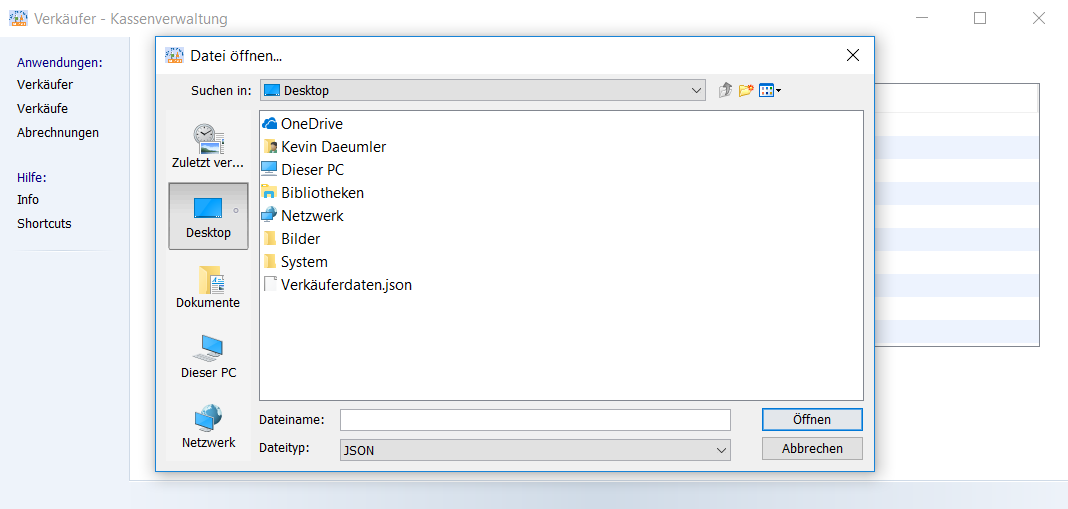 Verkäufer - Kassenverwaltung
Anwendungen:
Verkäufer
Verkäufe
Abrechnungen
Hilfe:
Info
Shortcuts
Datei öffnen...
Suchen in:
Desktop
Zuletzt ver...
Desktop
Dokumente
Dieser PC
Netzwerk
OneDrive
Kevin Daeumler
Dieser PC
Bibliotheken
Netzwerk
Bilder
System
Verkäuferdaten.json
Dateiname:
Öffnen
Dateityp:
JSON
Abbrechen